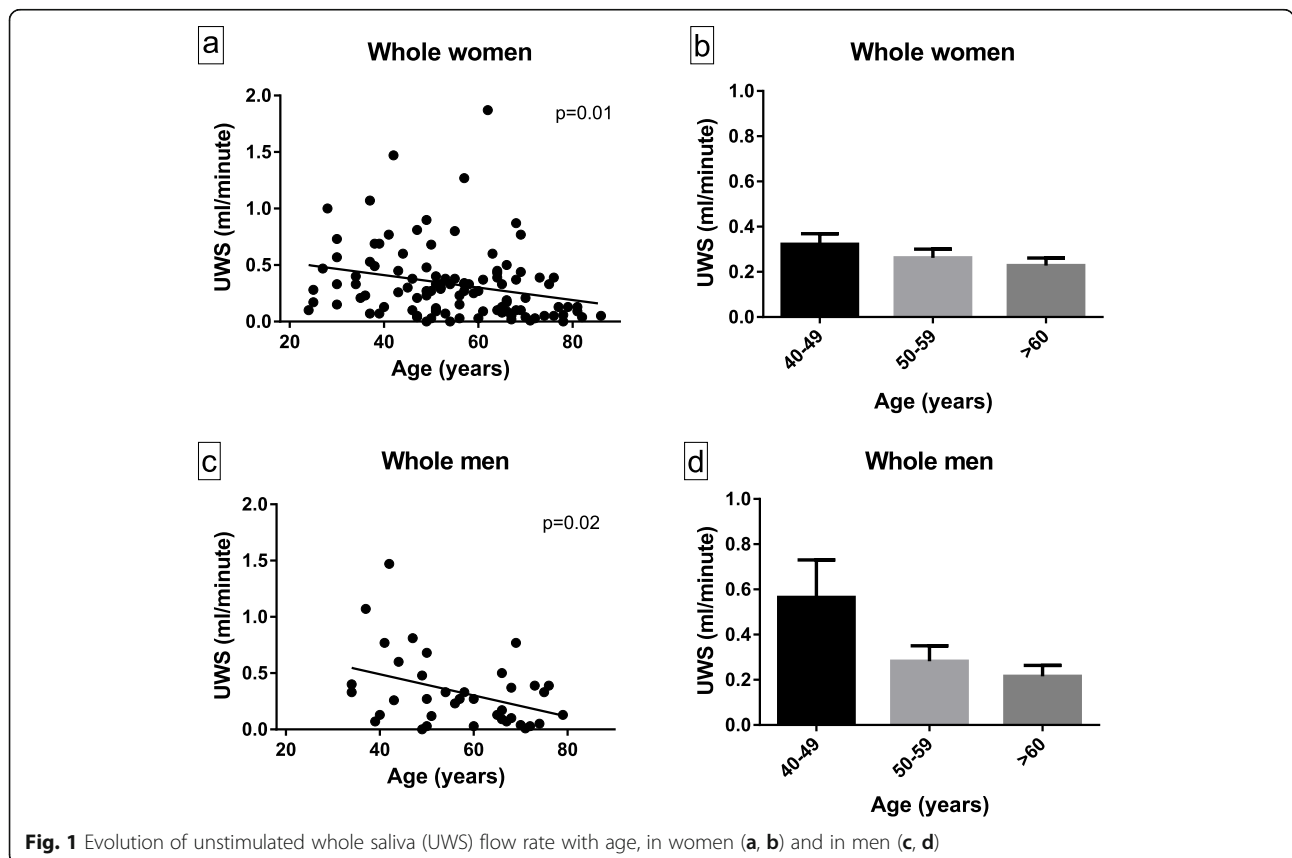 a
Whole women
2.0
1.5
1.0
0.5
0.0
UWS (ml/minute)
p=0.01
20 40 60 80
Age (years)
b
Whole women
1.0
0.8
0.6
0.4
0.2
0.0
UWS (ml/minute)
40-49 50-59 >60
Age (years)
c
Whole men
2.0
1.5
1.0
0.5
0.0
UWS (ml/minute)
p=0.02
20 40 60 80
Age (years)
d
Whole men
1.0
0.8
0.6
0.4
0.2
0.0
UWS (ml/minute)
40-49 50-59 >60
Age (years)
Fig. 1 Evolution of unstimulated whole saliva (UWS) flow rate with age, in women (a, b) and in men (c, d)